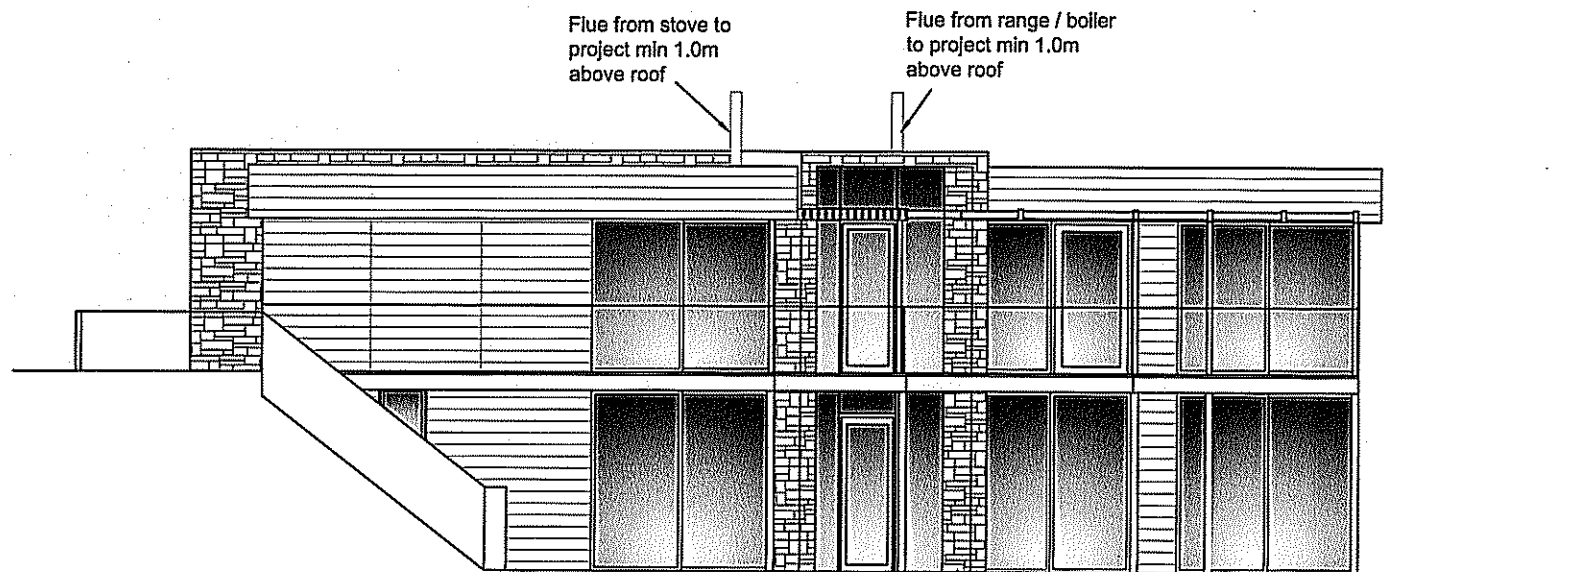 Flue from stove to
project min 1.0m
above roof
Flue from range / boiler
to project min 1.0m
above roof